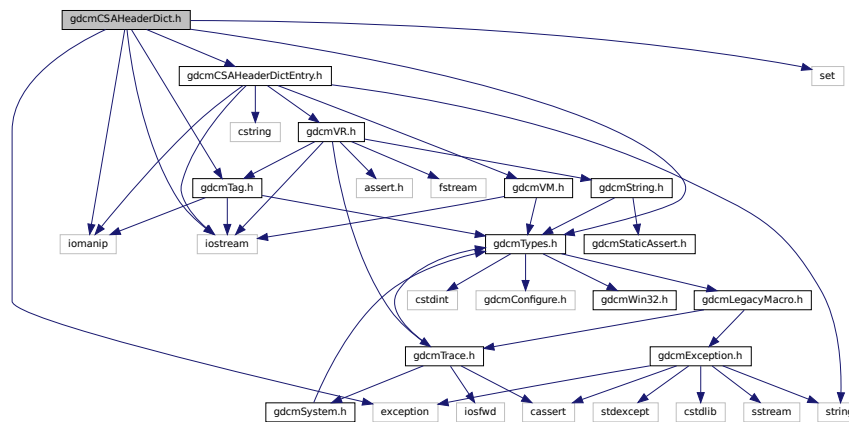 gdcmCSAHeaderDict.h
gdcmCSAHeaderDictEntry.h
set
cstring
gdcmVR.h
gdcmTag.h
assert.h
fstream
gdcmVM.h
gdcmString.h
iomanip
iostream
gdcmTypes.h
gdcmStaticAssert.h
cstdint
gdcmConfigure.h
gdcmWin32.h
gdcmLegacyMacro.h
gdcmTrace.h
gdcmException.h
gdcmSystem.h
exception
iosfwd
cassert
stdexcept
cstdlib
sstream
string